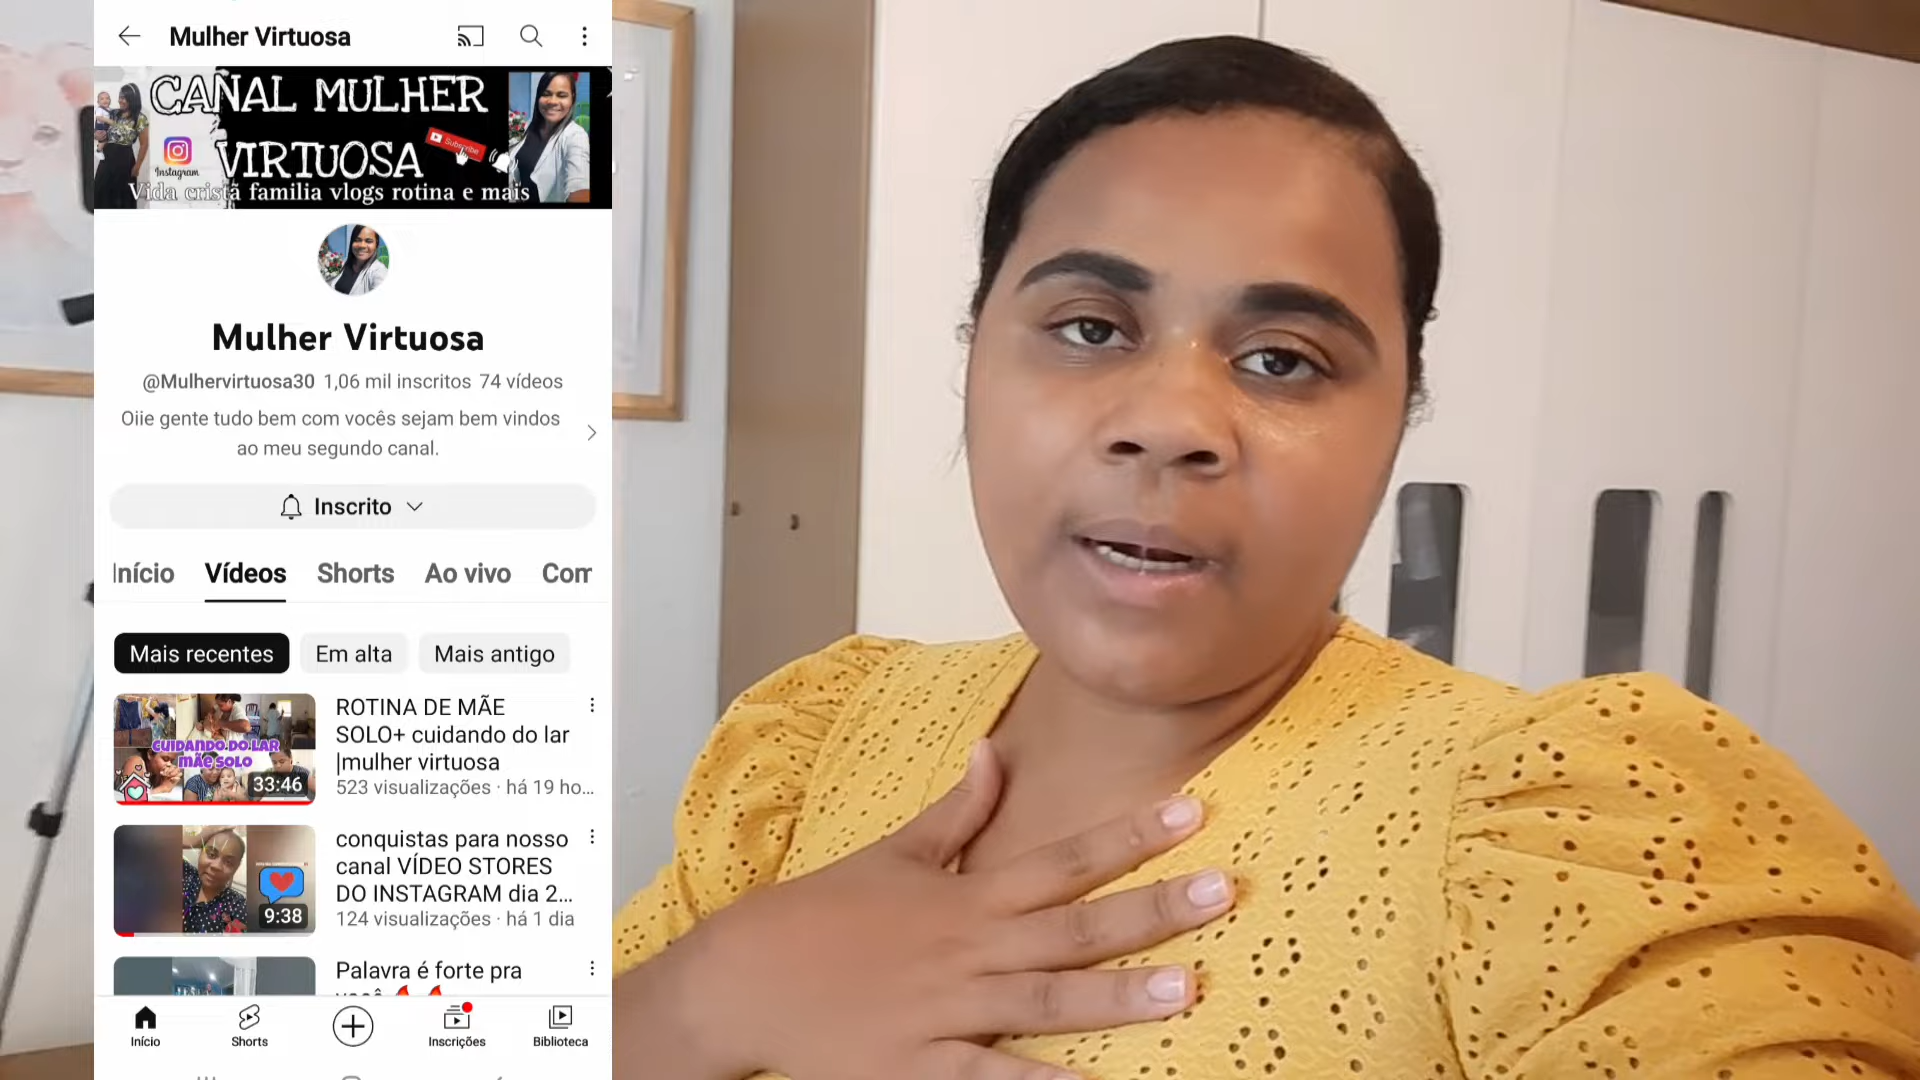 Mulher Virtuosa
CANAL MULHER
VIRTUOSA
Subscribe
Instagram
Vida cristã familia vlogs rotina e mais
Mulher Virtuosa
@Mulhervirtuosa30 1,06 mil inscritos 74 vídeos
Oiie gente tudo bem com vocês sejam bem vindos
ao meu segundo canal.
Inscrito
Início Vídeos Shorts Ao vivo Com
Mais recentes Em alta Mais antigo
CUIDANDO DO LAR
MÃE SOLO
33:46
ROTINA DE MÃE
SOLO+ cuidando do lar
|mulher virtuosa
523 visualizações · há 19 ho...
9:38
conquistas para nosso
canal VÍDEO STORES
DO INSTAGRAM dia 2...
124 visualizações · há 1 dia
Palavra é forte pra
Início Shorts Inscrições Biblioteca